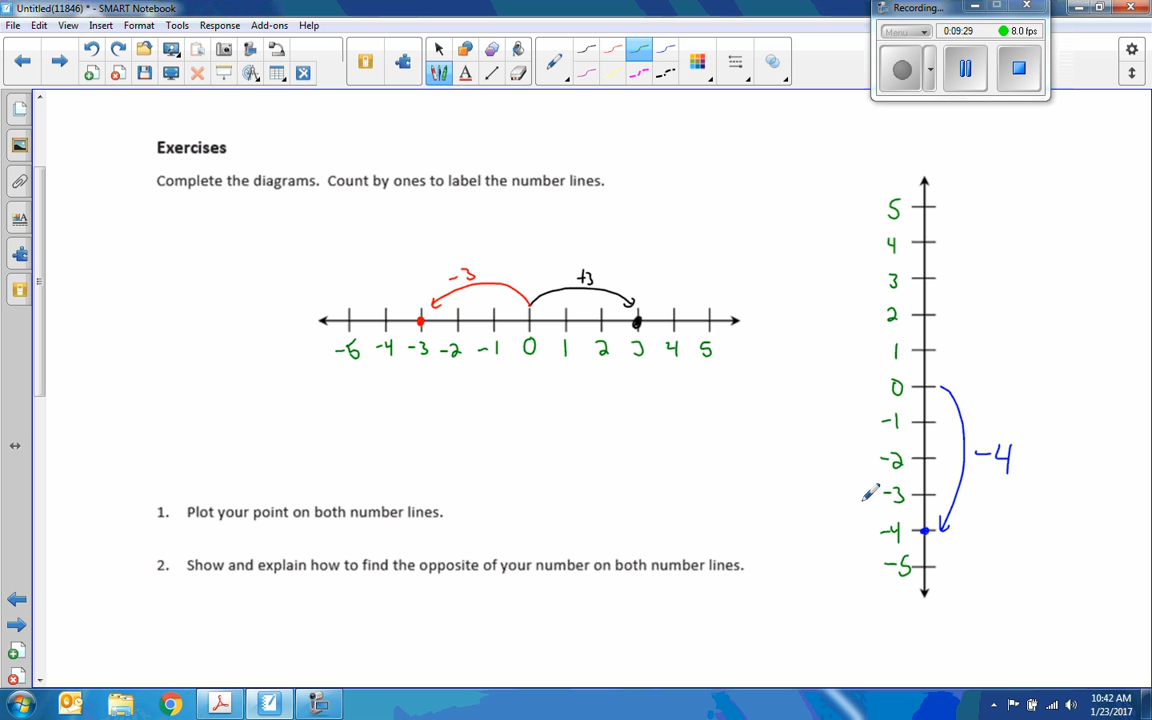 Untitled(11846) * - SMART Notebook
Recording...
File Edit View Insert Format Tools Response Add-ons Help
Menu
0:09:29
8.0 fps
Exercises
Complete the diagrams. Count by ones to label the number lines.
-3 +3
-5 -4 -3 -2 -1 0 1 2 3 4 5
5
4
3
2
1
0
-1
-2
-3
-4
-5
-4
1. Plot your point on both number lines.
2. Show and explain how to find the opposite of your number on both number lines.
10:42 AM
1/23/2017